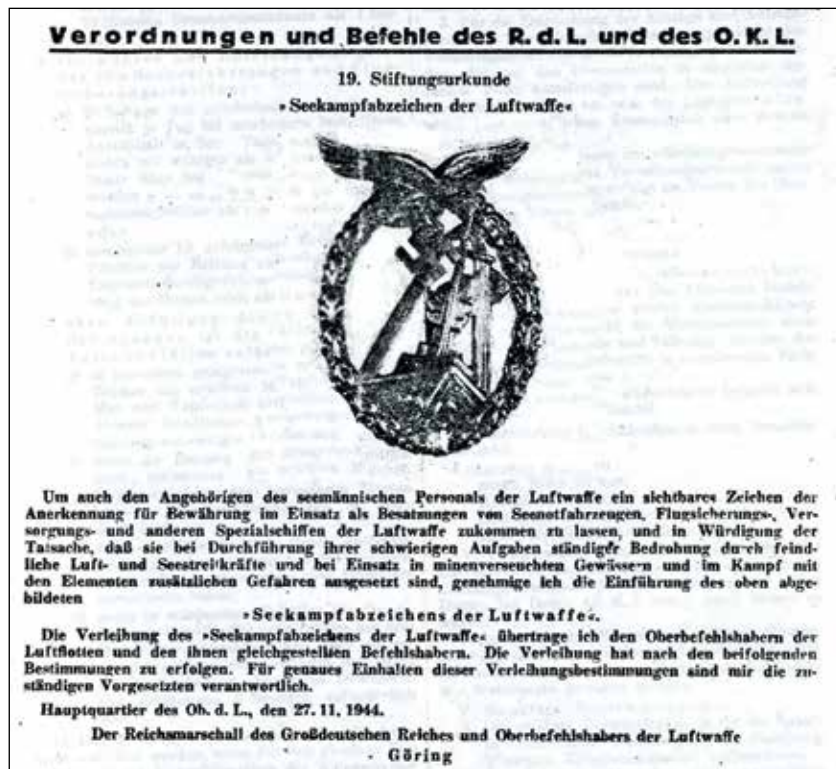 Verordnungen und Befehle des R. d. L. und des O. K. L.
19. Stiftungsurkunde
»Seekampfabzeichen der Luftwaffe«
Um auch den Angehörigen des seemännischen Personals der Luftwaffe ein sichtbares Zeichen der
Anerkennung für Bewährung im Einsatz als Besatzungen von Seenotfahrzeugen, Flugsicherungs-, Ver-
sorgungs- und anderen Spezialschiffen der Luftwaffe zukommen zu lassen, und in Würdigung der
Tatsache, daß sie bei Durchführung ihrer schwierigen Aufgaben ständiger Bedrohung durch feind-
liche Luft- und Seestreitkräfte und bei Einsatz in minenverseuchten Gewässern und im Kampf mit
den Elementen zusätzlichen Gefahren ausgesetzt sind, genehmige ich die Einführung des oben abge-
bildeten
»Seekampfabzeichens der Luftwaffe«.
Die Verleihung des »Seekampfabzeichens der Luftwaffe« übertrage ich den Oberbefehlshabern der
Luftflotten und den ihnen gleichgestellten Befehlshabern. Die Verleihung hat nach den beifolgenden
Bestimmungen zu erfolgen. Für genaues Einhalten dieser Verleihungsbestimmungen sind mir die zu-
ständigen Vorgesetzten verantwortlich.
Hauptquartier des Ob. d. L., den 27. 11. 1944.
Der Reichsmarschall des Großdeutschen Reiches und Oberbefehlshabers der Luftwaffe
Göring